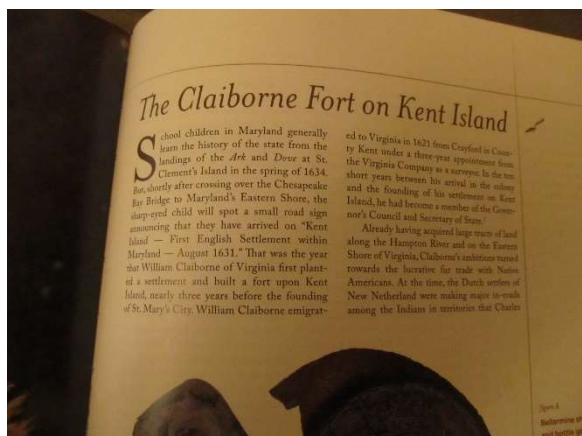 The Claiborne Fort on Kent Island
School children in Maryland generally
learn the history of the state from the
landings of the Ark and Dove at St.
Clement's Island in the spring of 1634.
But, shortly after crossing over the Chesapeake
Bay Bridge to Maryland's Eastern Shore, the
sharp-eyed child will spot a small road sign
announcing that they have arrived on "Kent
Island — First English Settlement within
Maryland — August 1631." That was the year
that William Claiborne of Virginia first plant-
ed a settlement and built a fort upon Kent
Island, nearly three years before the founding
of St. Mary's City. William Claiborne emigrat-
ed to Virginia in 1621 from Crayford in Coun-
ty Kent under a three-year appointment from
the Virginia Company as a surveyor. In the ten
short years between his arrival in the colony
and the founding of his settlement on Kent
Island, he had become a member of the Gover-
nor's Council and Secretary of State.
Already having acquired large tracts of land
along the Hampton River and on the Eastern
Shore of Virginia, Claiborne's ambitions turned
towards the lucrative fur trade with Native
Americans. At the time, the Dutch settlers of
New Netherland were making major in-roads
among the Indians in territories that Charles
Bellarmine
and bottle